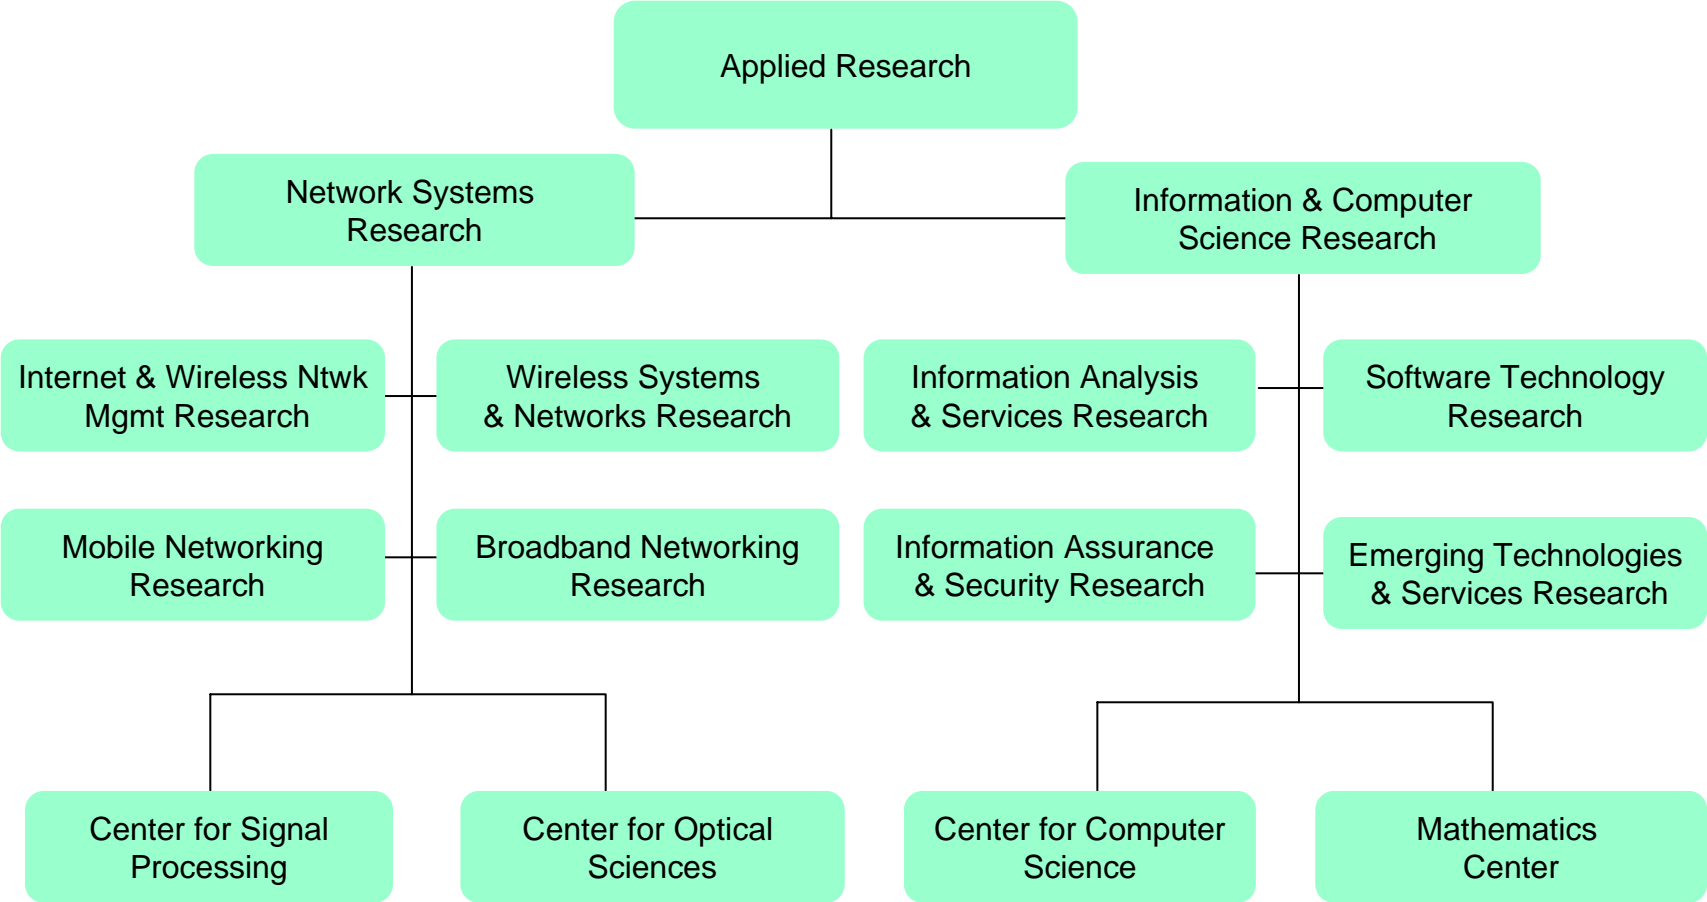 Applied Research
Network Systems
Research
Information & Computer
Science Research
Internet & Wireless Ntwk
Mgmt Research
Wireless Systems
& Networks Research
Information Analysis
& Services Research
Software Technology
Research
Mobile Networking
Research
Broadband Networking
Research
Information Assurance
& Security Research
Emerging Technologies
& Services Research
Center for Signal
Processing
Center for Optical
Sciences
Center for Computer
Science
Mathematics
Center